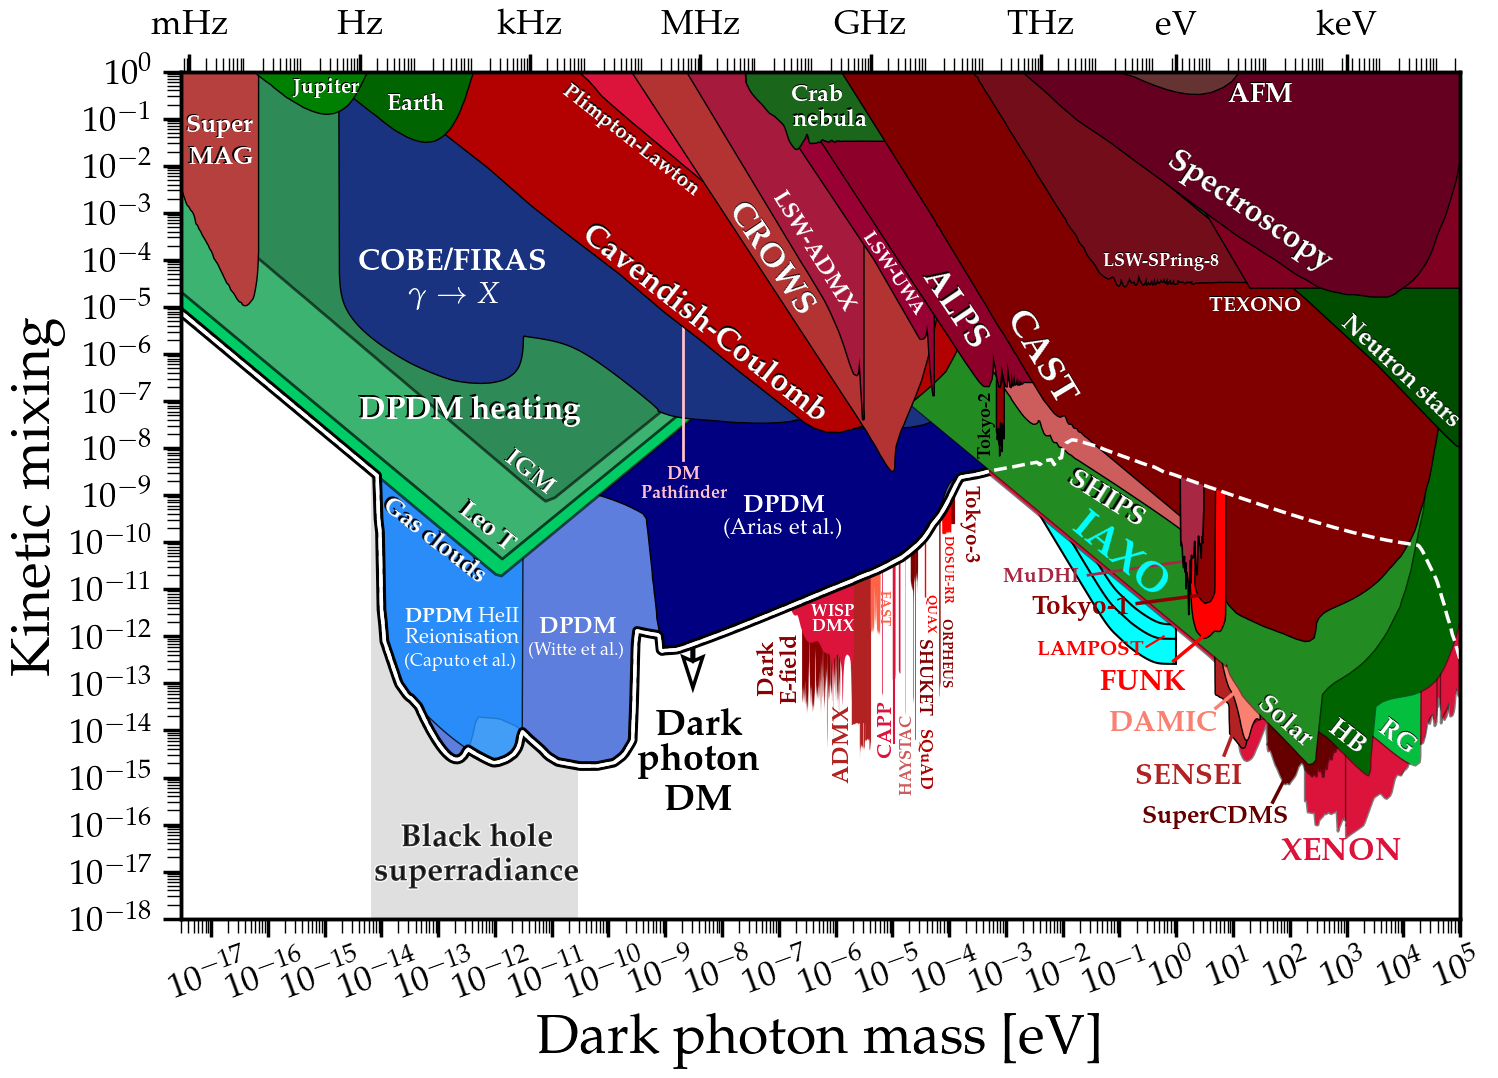 mHz Hz kHz MHz GHz THz eV keV
10^0
10^−1
10^−2
10^−3
10^−4
10^−5
10^−6
10^−7
10^−8
10^−9
10^−10
10^−11
10^−12
10^−13
10^−14
10^−15
10^−16
10^−17
10^−18
Kinetic mixing
Jupiter
Earth
Super
MAG
Plimpton-Lawton
Crab
nebula
AFM
Spectroscopy
COBE/FIRAS
γ → X
Cavendish-Coulomb
CROWS
LSW-ADMX
LSW-UWA
ALPS
CAST
LSW-SPring-8
TEXONO
Neutron stars
DPDM heating
IGM
Leo T
Gas clouds
DM
Pathfinder
DPDM
(Arias et al.)
Tokyo-2
Tokyo-3
SHIPS
IAXO
MuDHI
Tokyo-1
LAMPOST
FUNK
DAMIC
SENSEI
SuperCDMS
XENON
Solar
HB
RG
DPDM HeII
Reionisation
(Caputo et al.)
DPDM
(Witte et al.)
WISP
DMX
Dark
E-field
FAST
DOSUE-RR
QUAX
ORPHEUS
SHUKET
ADMX
CAPP
HAYSTAC
SQuAD
Dark
photon
DM
Black hole
superradiance
10^−17 10^−16 10^−15 10^−14 10^−13 10^−12 10^−11 10^−10 10^−9 10^−8 10^−7 10^−6 10^−5 10^−4 10^−3 10^−2 10^−1 10^0 10^1 10^2 10^3 10^4 10^5
Dark photon mass [eV]